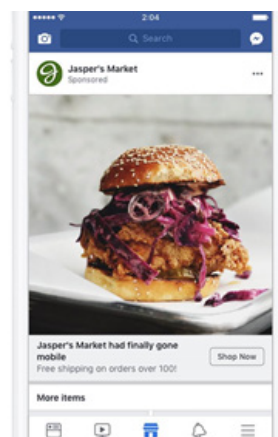 2:04
Search
Jasper's Market
Sponsored
Jasper's Market had finally gone
mobile
Free shipping on orders over 100!
Shop Now
More items